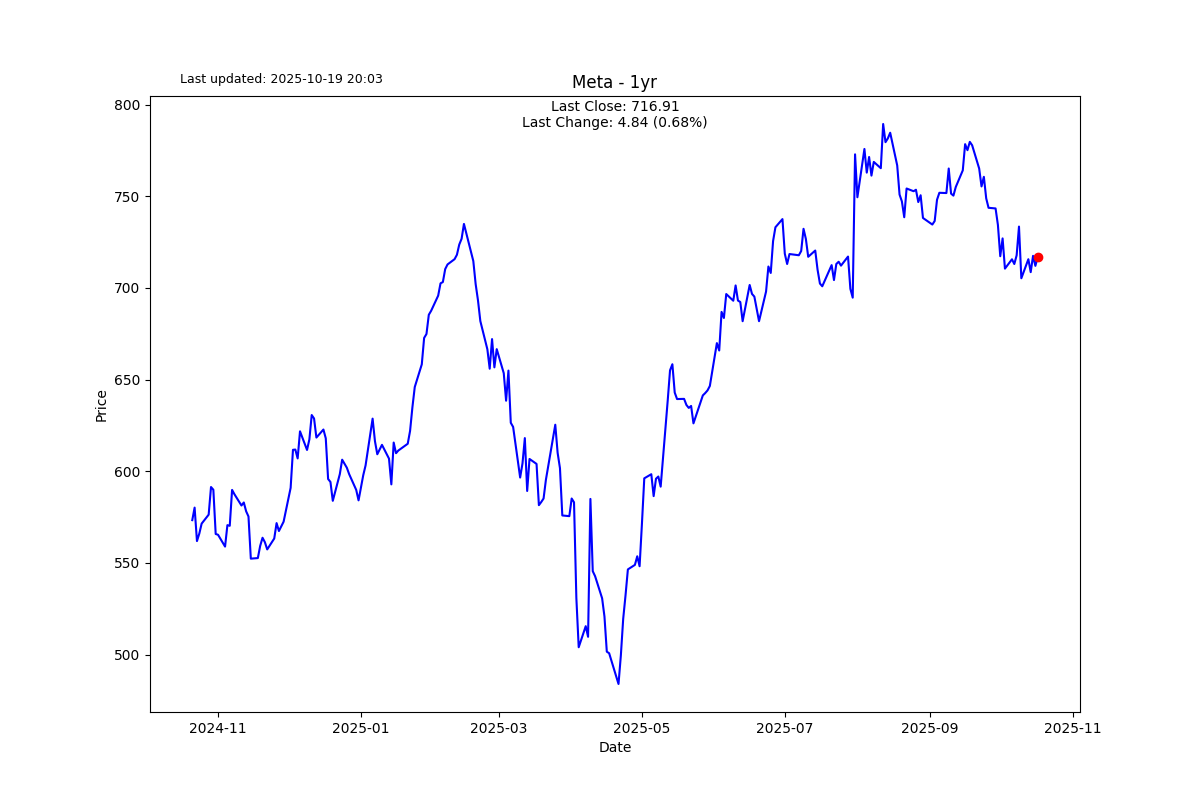 Last updated: 2025-10-19 20:03
Meta - 1yr
Last Close: 716.91
Last Change: 4.84 (0.68%)
800
750
700
650
600
550
500
Price
2024-11
2025-01
2025-03
2025-05
2025-07
2025-09
2025-11
Date